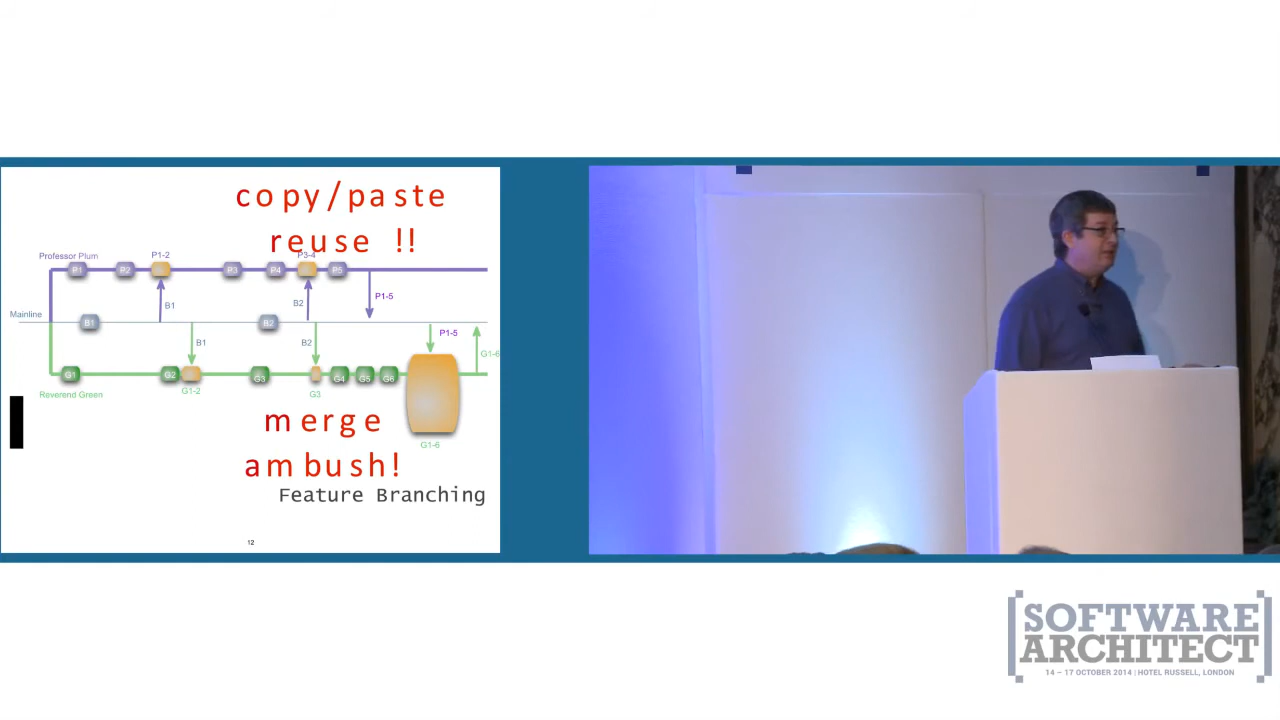 copy/paste
reuse !!
Professor Plum
P1-2
P3-4
P1
P2
P3
P4
P5
B1
B2
P1-5
Mainline
B1
B2
B1
B2
P1-5
G1-6
G1
G2
G3
G4
G5
G6
Reverend Green
G1-2
G3
G1-6
merge
ambush!
Feature Branching
12
[SOFTWARE
ARCHITECT]
14 – 17 OCTOBER 2014 | HOTEL RUSSELL, LONDON